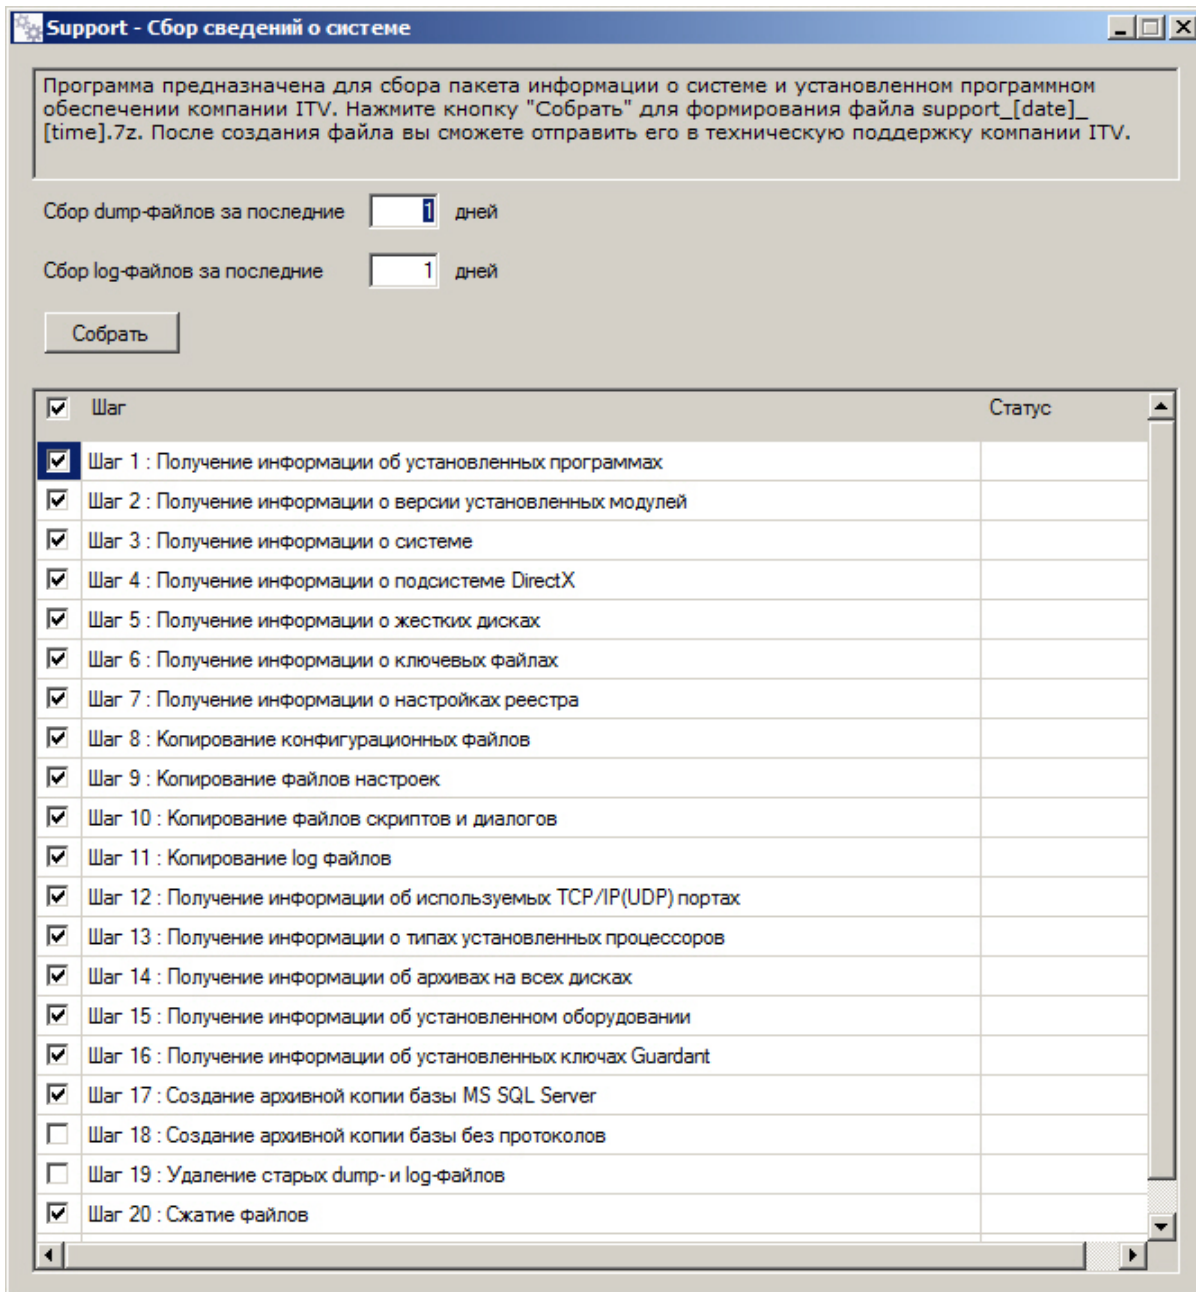 Support - Сбор сведений о системе
Программа предназначена для сбора пакета информации о системе и установленном программном
обеспечении компании ITV. Нажмите кнопку "Собрать" для формирования файла support_[date]_
[time].7z. После создания файла вы сможете отправить его в техническую поддержку компании ITV.
Сбор dump-файлов за последние 1 дней
Сбор log-файлов за последние 1 дней
Собрать
Шаг Статус
Шаг 1 : Получение информации об установленных программах
Шаг 2 : Получение информации о версии установленных модулей
Шаг 3 : Получение информации о системе
Шаг 4 : Получение информации о подсистеме DirectX
Шаг 5 : Получение информации о жестких дисках
Шаг 6 : Получение информации о ключевых файлах
Шаг 7 : Получение информации о настройках реестра
Шаг 8 : Копирование конфигурационных файлов
Шаг 9 : Копирование файлов настроек
Шаг 10 : Копирование файлов скриптов и диалогов
Шаг 11 : Копирование log файлов
Шаг 12 : Получение информации об используемых TCP/IP(UDP) портах
Шаг 13 : Получение информации о типах установленных процессоров
Шаг 14 : Получение информации об архивах на всех дисках
Шаг 15 : Получение информации об установленном оборудовании
Шаг 16 : Получение информации об установленных ключах Guardant
Шаг 17 : Создание архивной копии базы MS SQL Server
Шаг 18 : Создание архивной копии базы без протоколов
Шаг 19 : Удаление старых dump- и log-файлов
Шаг 20 : Сжатие файлов